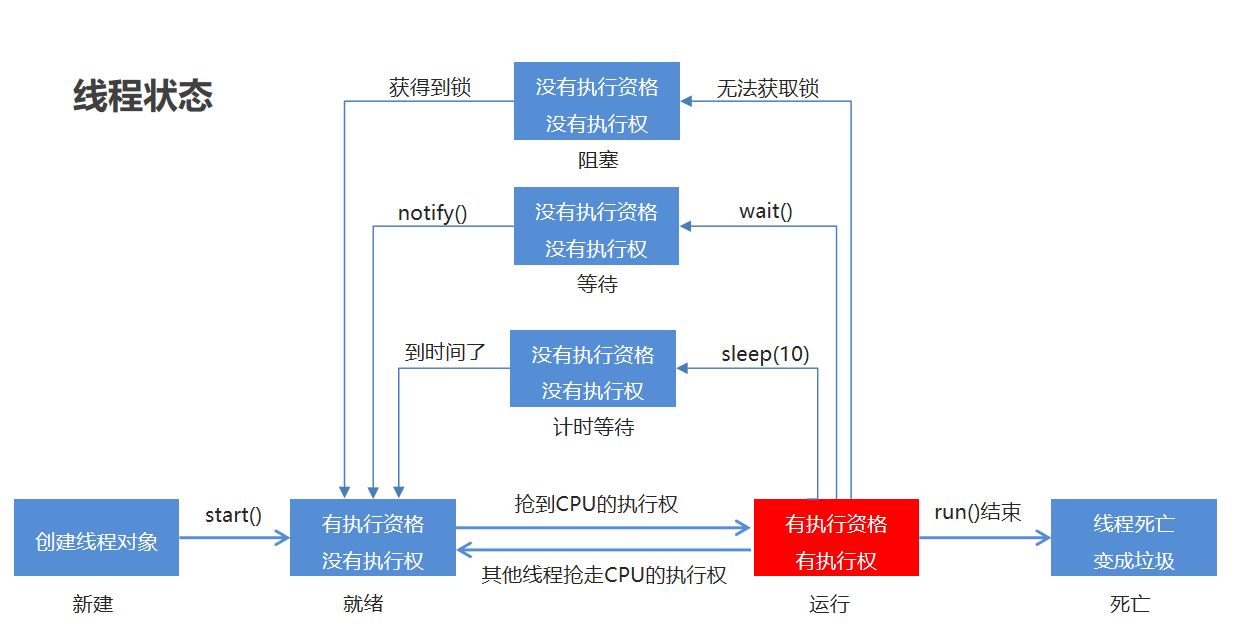 线程状态
获得到锁
没有执行资格
没有执行权
无法获取锁
阻塞
notify()
没有执行资格
没有执行权
wait()
等待
到时间了
没有执行资格
没有执行权
sleep(10)
计时等待
创建线程对象
新建
start()
有执行资格
没有执行权
就绪
抢到CPU的执行权
其他线程抢走CPU的执行权
有执行资格
有执行权
运行
run()结束
线程死亡
变成垃圾
死亡